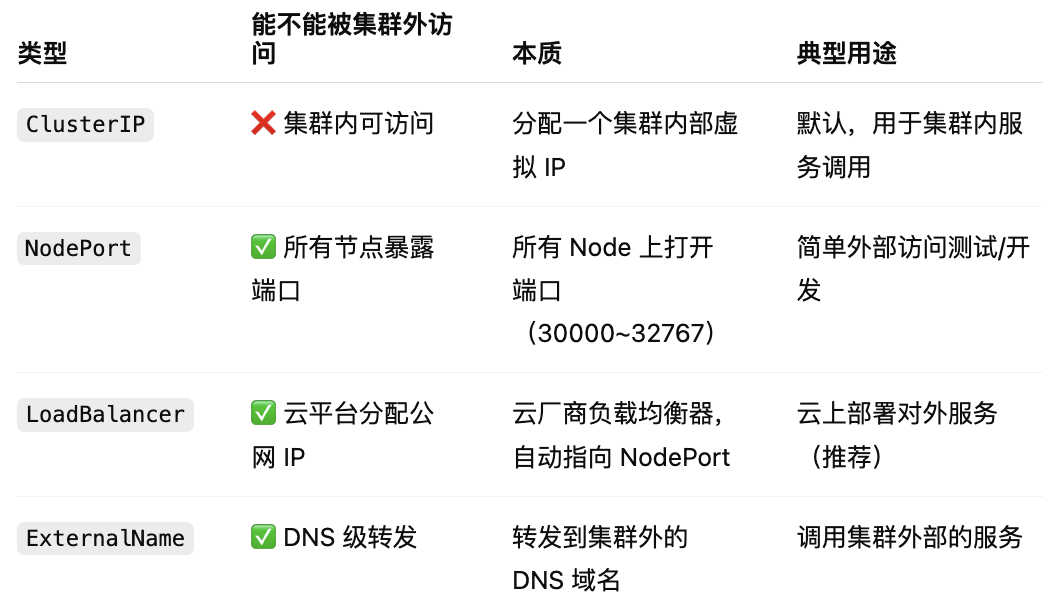 类型
能不能被集群外访
问
本质
典型用途
ClusterIP
❌ 集群内可访问
分配一个集群内部虚
拟 IP
默认，用于集群内服
务调用
NodePort
✅ 所有节点暴露
端口
所有 Node 上打开
端口
（30000~32767）
简单外部访问测试/开
发
LoadBalancer
✅ 云平台分配公
网 IP
云厂商负载均衡器，
自动指向 NodePort
云上部署对外服务
（推荐）
ExternalName
✅ DNS 级转发
转发到集群外的
DNS 域名
调用集群外部的服务